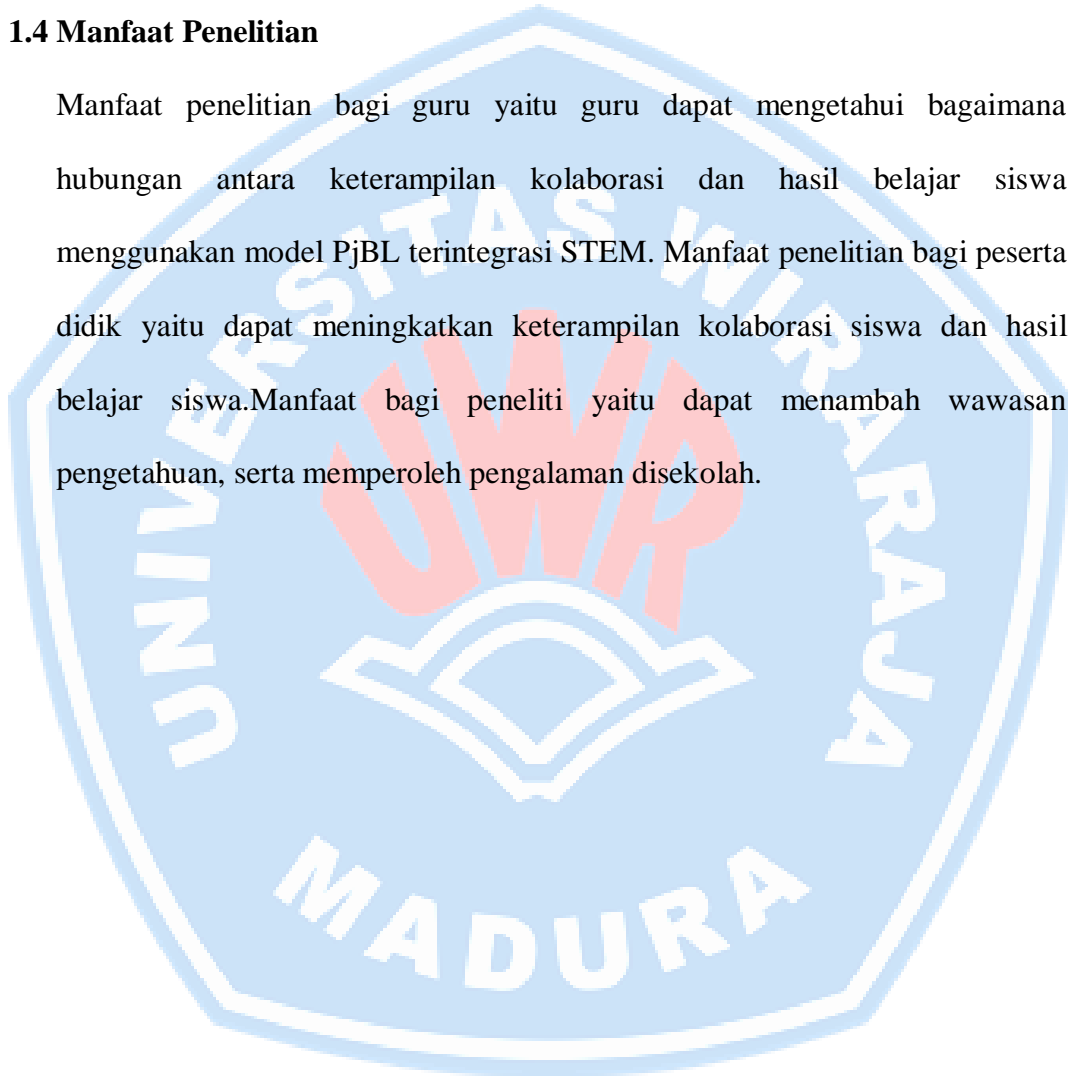 1.4 Manfaat Penelitian
Manfaat penelitian bagi guru yaitu guru dapat mengetahui bagaimana
hubungan antara keterampilan kolaborasi dan hasil belajar siswa
menggunakan model PjBL terintegrasi STEM. Manfaat penelitian bagi peserta
didik yaitu dapat meningkatkan keterampilan kolaborasi siswa dan hasil
belajar siswa.Manfaat bagi peneliti yaitu dapat menambah wawasan
pengetahuan, serta memperoleh pengalaman disekolah.
UNIVERSITAS WIRARAJA
UWR
MADURA